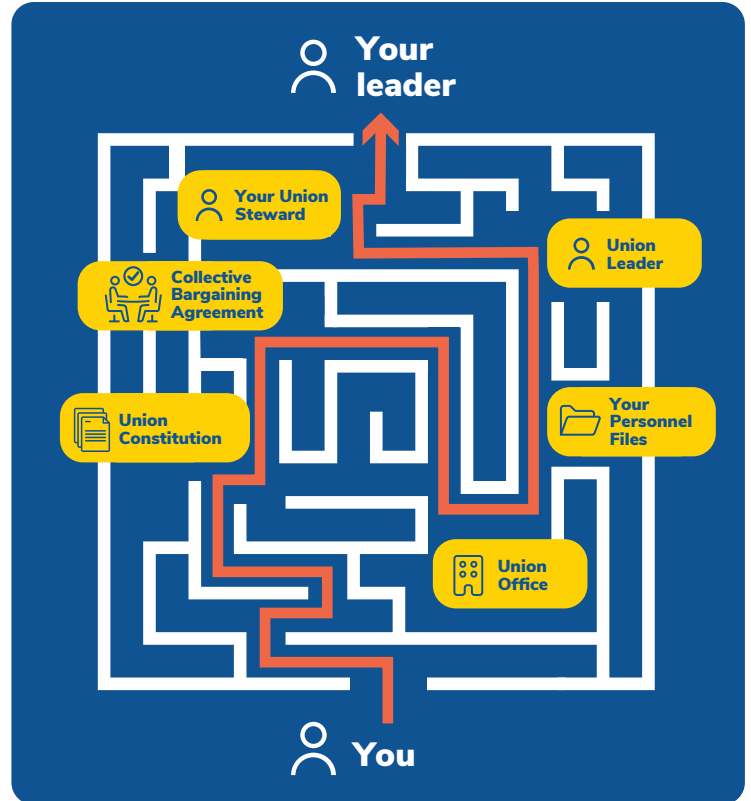 Your
leader
Your Union
Steward
Union
Leader
Collective
Bargaining
Agreement
Union
Constitution
Your
Personnel
Files
Union
Office
You